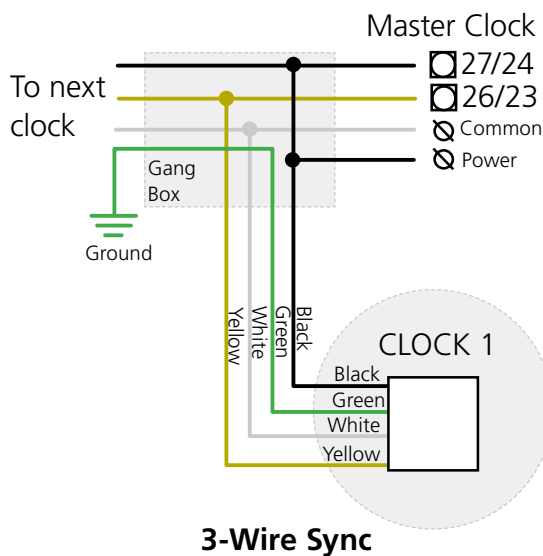 Master Clock
27/24
To next
clock
26/23
Common
Power
Gang
Box
Ground
Yellow
White
Green
Black
CLOCK 1
Black
Green
White
Yellow
3-Wire Sync